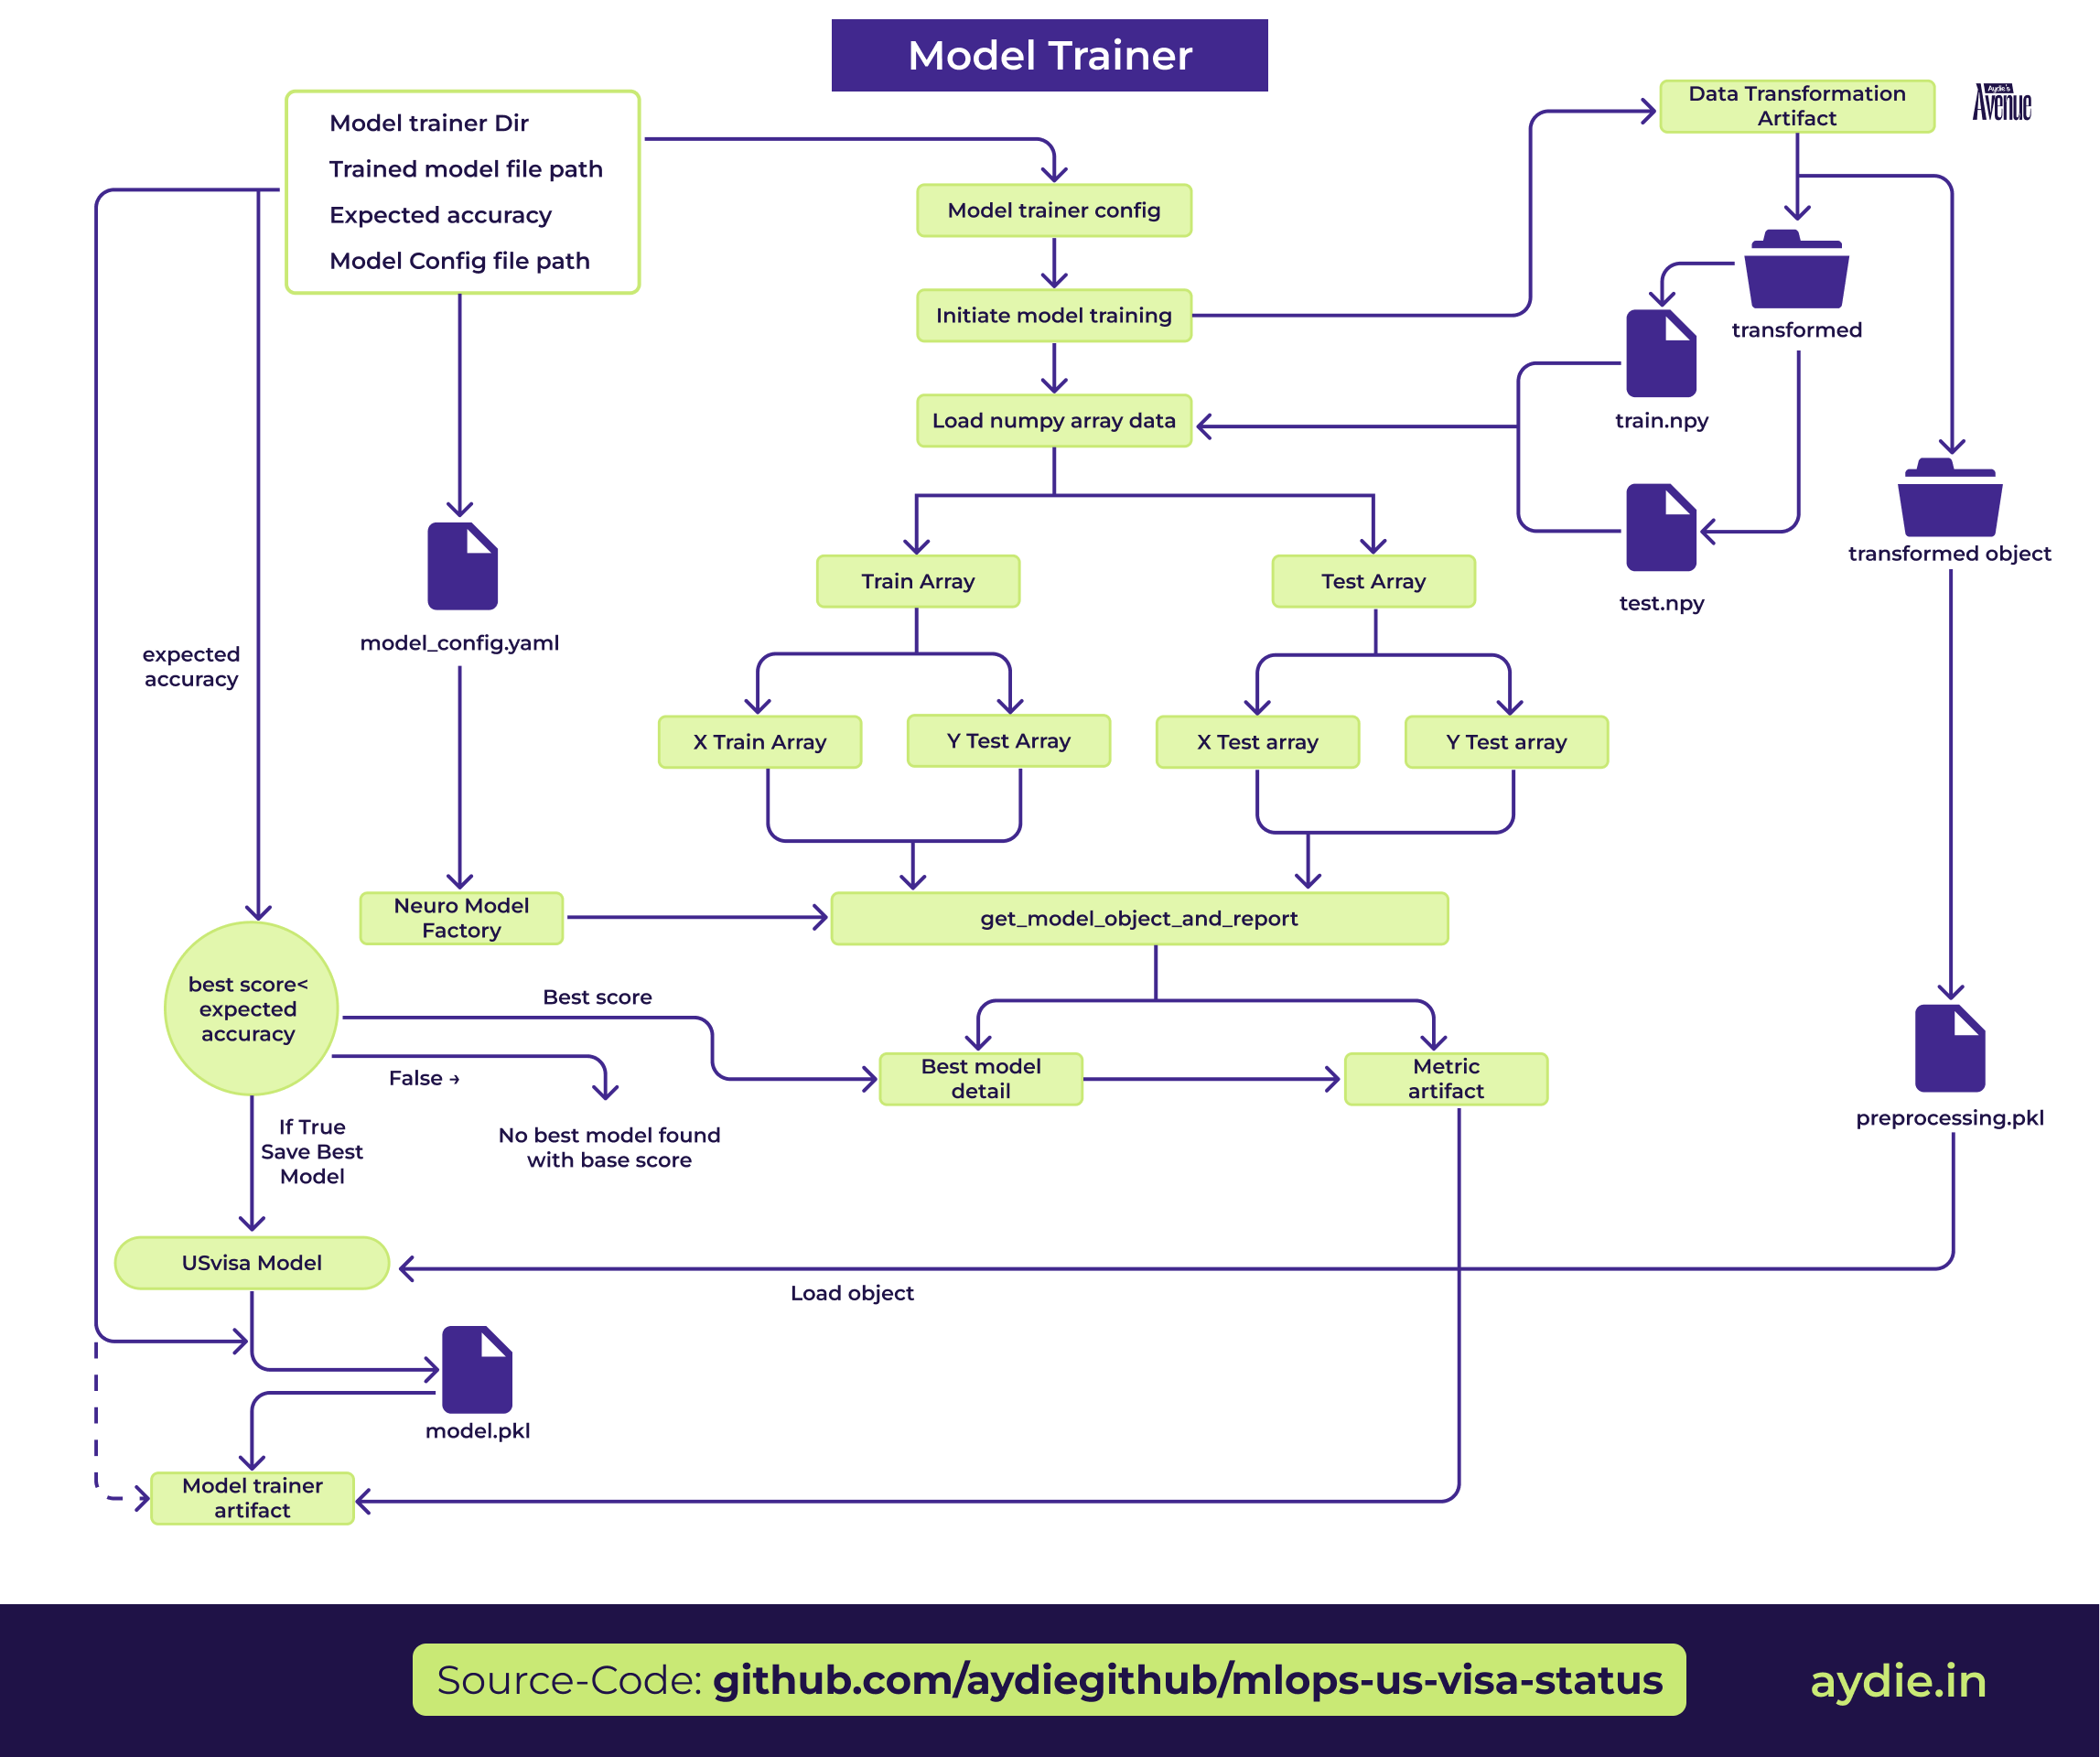 Model Trainer
Model trainer Dir
Trained model file path
Expected accuracy
Model Config file path
Data Transformation
Artifact
Aydie's
Avenue
Model trainer config
Initiate model training
transformed
Load numpy array data
train.npy
transformed object
Train Array
Test Array
test.npy
model_config.yaml
expected
accuracy
X Train Array
Y Test Array
X Test array
Y Test array
Neuro Model
Factory
get_model_object_and_report
best score<
expected
accuracy
Best score
False →
Best model
detail
Metric
artifact
preprocessing.pkl
If True
Save Best
Model
No best model found
with base score
USvisa Model
Load object
model.pkl
Model trainer
artifact
Source-Code: github.com/aydiegithub/mlops-us-visa-status
aydie.in